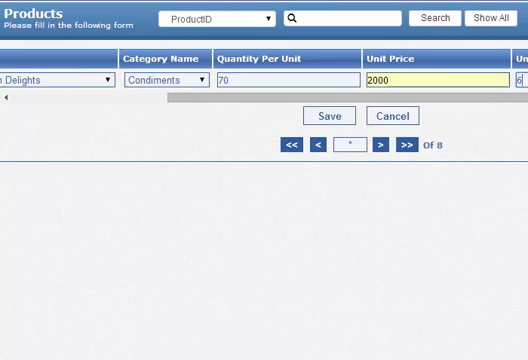 Products
Please fill in the following form
ProductID
Search
Show All
Category Name
Quantity Per Unit
Unit Price
Un
n Delights
Condiments
70
2000
6
Save
Cancel
<<
<
*
>
>>
Of 8